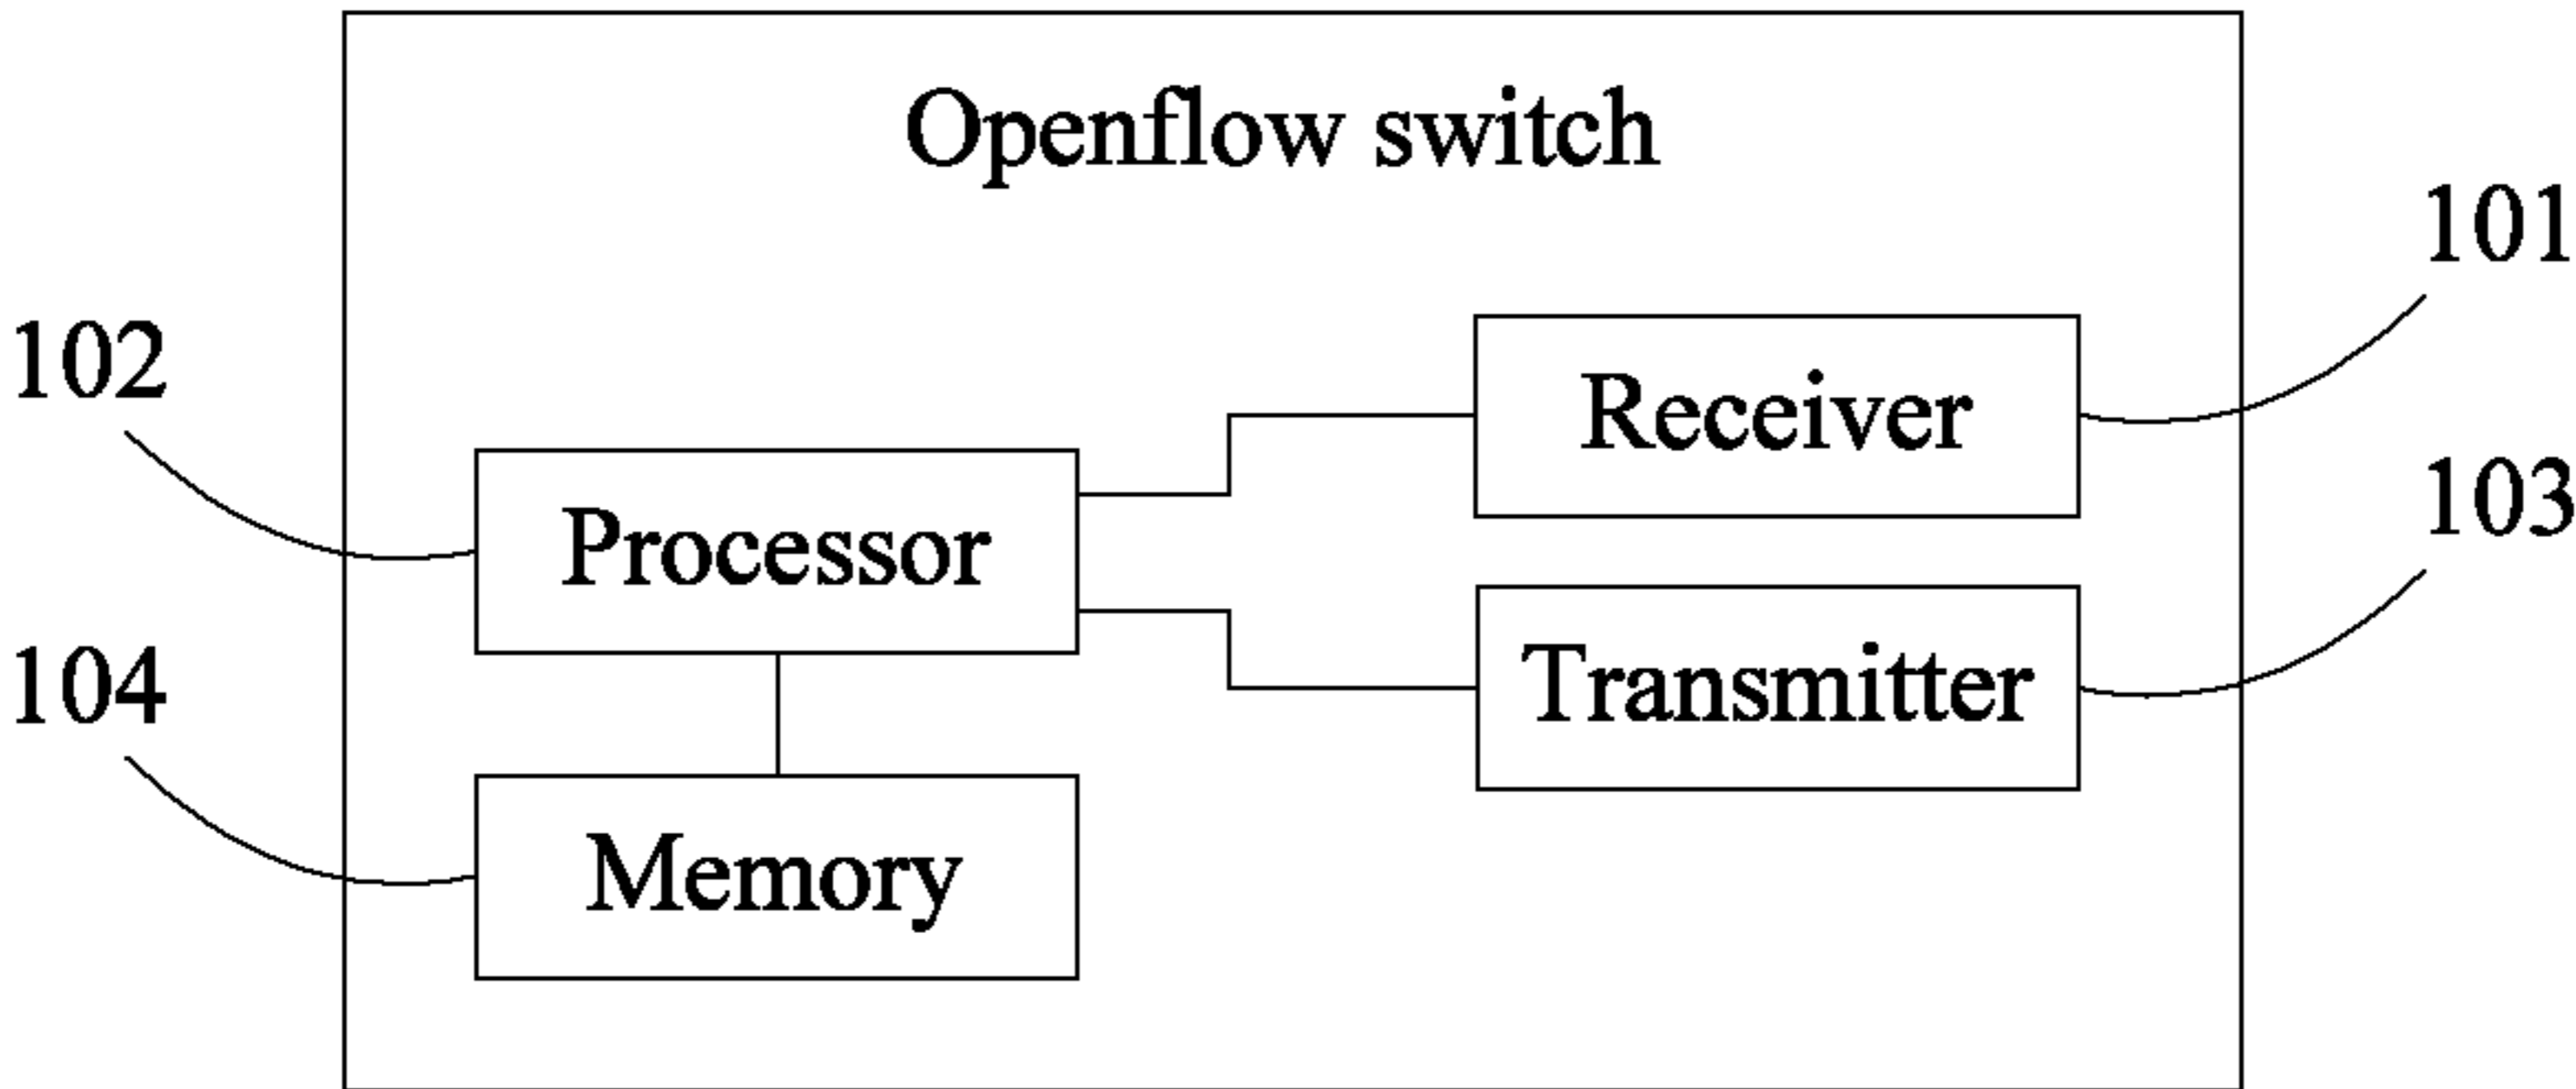 Openflow switch
101
Receiver
102
Processor
103
Transmitter
104
Memory